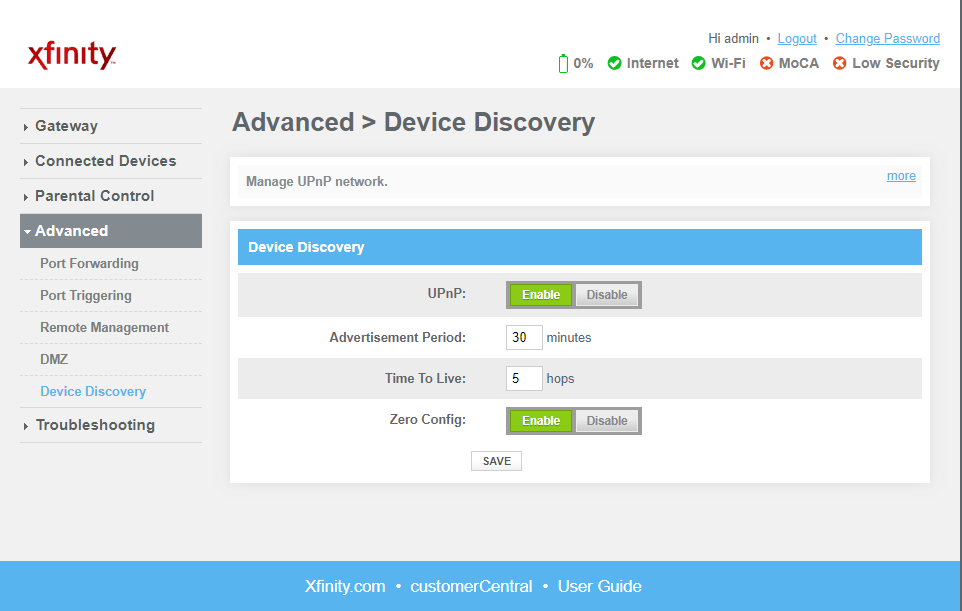 xfinity
Hi admin • Logout • Change Password
0% Internet Wi-Fi MoCA Low Security
Gateway
Connected Devices
Parental Control
Advanced
Port Forwarding
Port Triggering
Remote Management
DMZ
Device Discovery
Troubleshooting
Advanced > Device Discovery
Manage UPnP network. more
Device Discovery
UPnP: Enable Disable
Advertisement Period: 30 minutes
Time To Live: 5 hops
Zero Config: Enable Disable
SAVE
Xfinity.com • customerCentral • User Guide